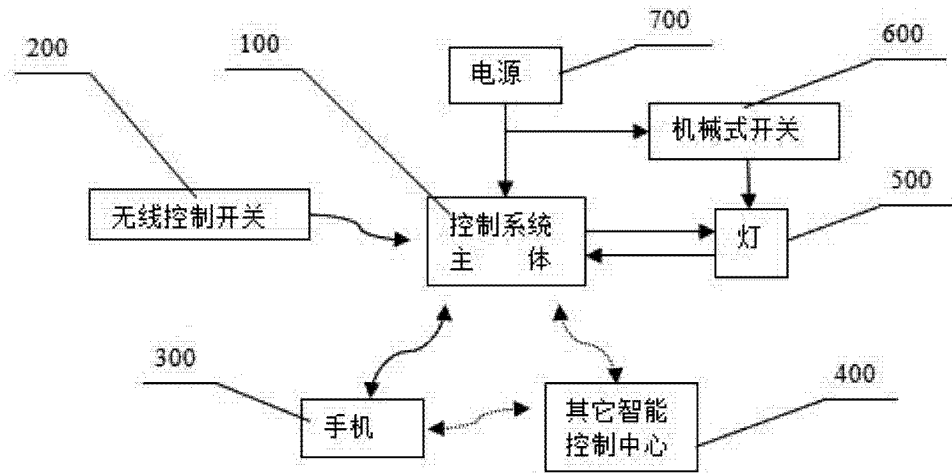 700
200
100
600
电源
机械式开关
500
无线控制开关
控制系统
主 体
灯
300
400
手机
其它智能
控制中心